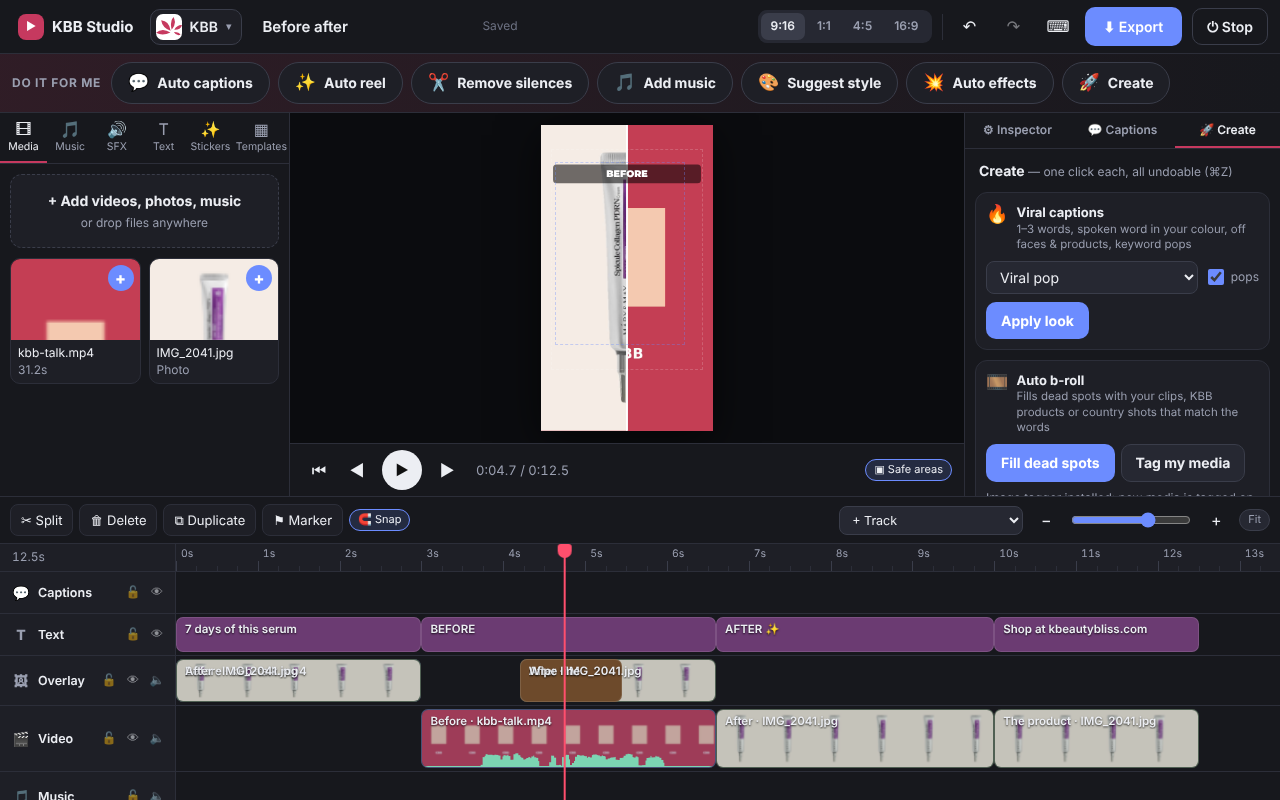 KBB Studio
KBB
Before after
Saved
9:16
1:1
4:5
16:9
Export
Stop
DO IT FOR ME
Auto captions
Auto reel
Remove silences
Add music
Suggest style
Auto effects
Create
Media
Music
SFX
Text
Stickers
Templates
+ Add videos, photos, music
or drop files anywhere
kbb-talk.mp4
31.2s
IMG_2041.jpg
Photo
BEFORE
Spicule Collagen PDRN
0:04.7 / 0:12.5
Safe areas
Inspector
Captions
Create
Create — one click each, all undoable (⌘Z)
Viral captions
1–3 words, spoken word in your colour, off
faces & products, keyword pops
Viral pop
pops
Apply look
Auto b-roll
Fills dead spots with your clips, KBB
products or country shots that match the
words
Fill dead spots
Tag my media
Split
Delete
Duplicate
Marker
Snap
+ Track
Fit
12.5s
0s
1s
2s
3s
4s
5s
6s
7s
8s
9s
10s
11s
12s
13s
Captions
Text
7 days of this serum
BEFORE
AFTER ✨
Shop at kbeautybliss.com
Overlay
Video
Before · kbb-talk.mp4
After · IMG_2041.jpg
The product · IMG_2041.jpg
Music